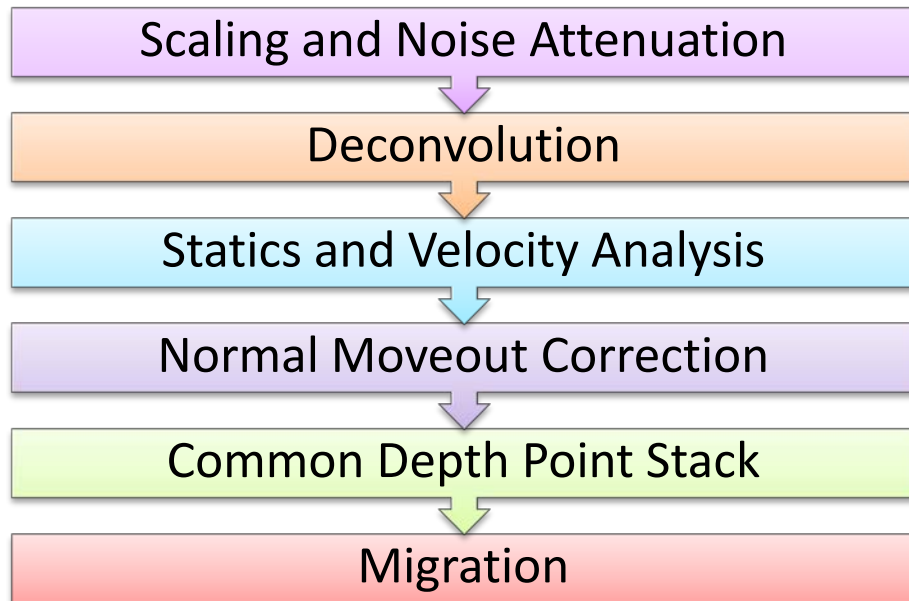 Scaling and Noise Attenuation
Deconvolution
Statics and Velocity Analysis
Normal Moveout Correction
Common Depth Point Stack
Migration